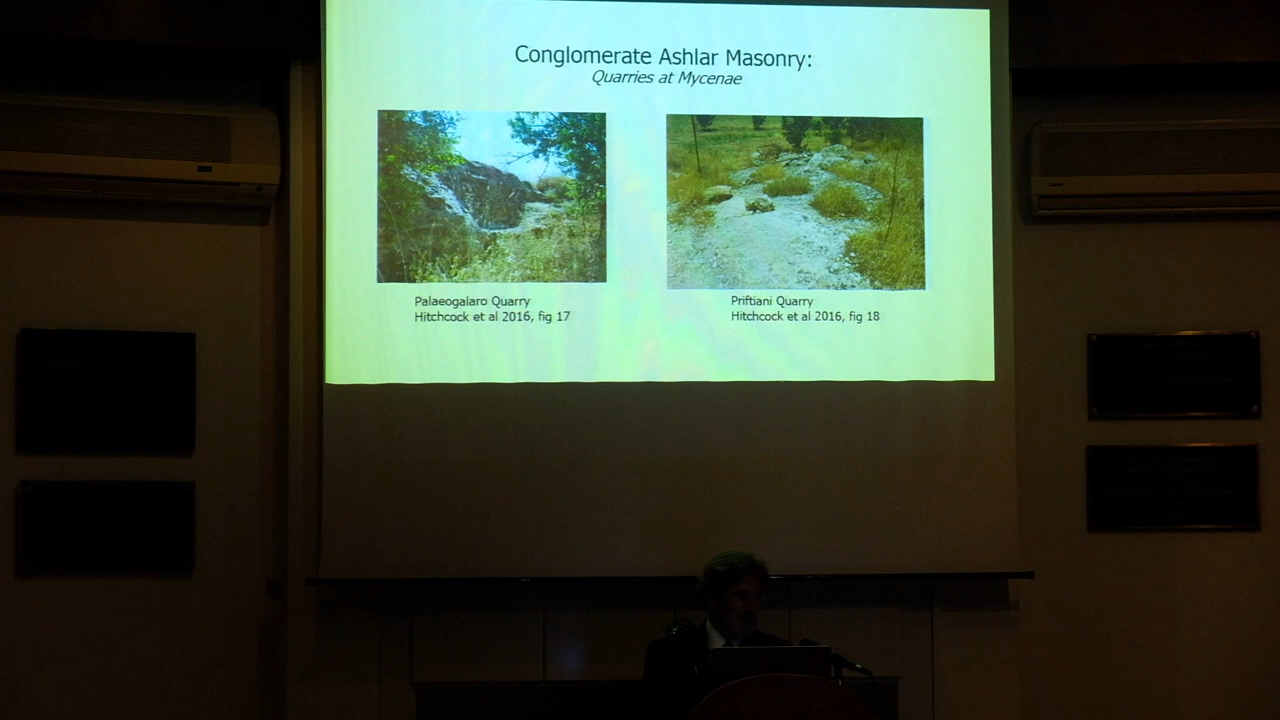 Conglomerate Ashlar Masonry:
Quarries at Mycenae
Palaeogalaro Quarry
Hitchcock et al 2016, fig 17
Priftiani Quarry
Hitchcock et al 2016, fig 18